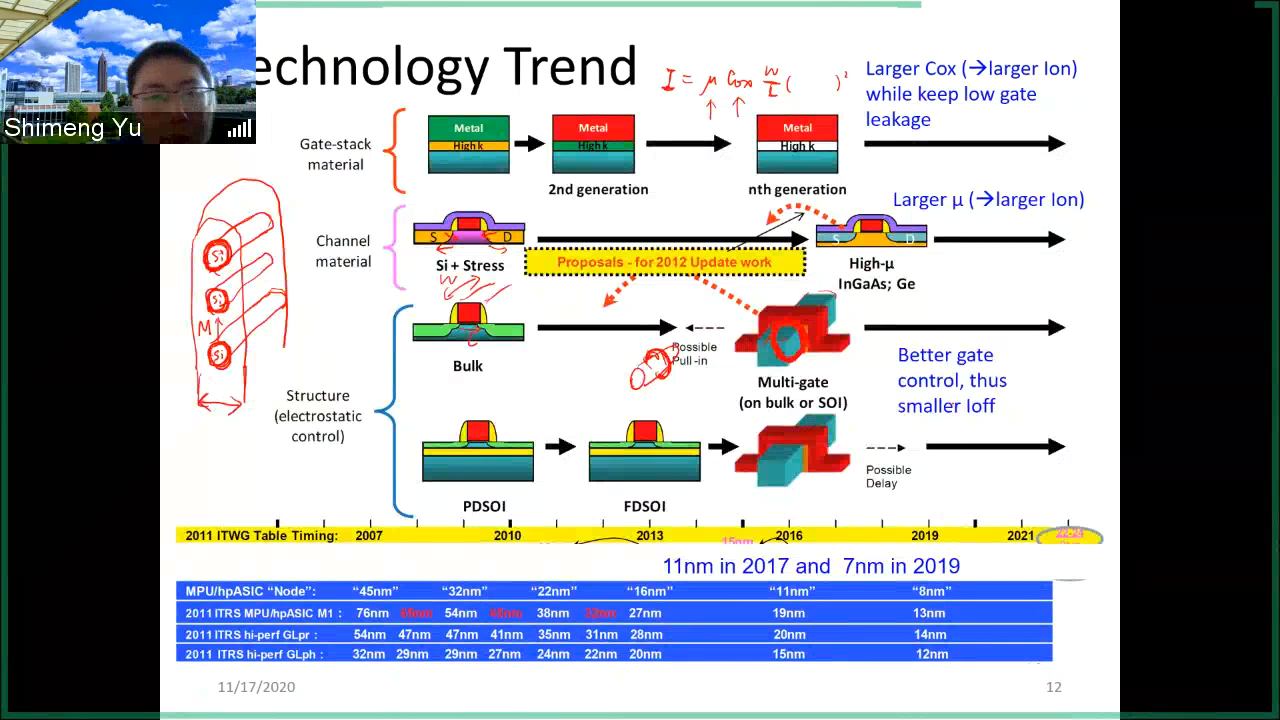 echnology Trend
Shimeng Yu
I = μ Cox W/L ( )²
Larger Cox (→larger Ion)
while keep low gate
leakage
Gate-stack
material
Metal
High k
Metal
High k
Metal
High k
2nd generation
nth generation
Larger μ (→larger Ion)
Channel
material
S D
S D
Si + Stress
Proposals - for 2012 Update work
High-μ
InGaAs; Ge
Si
Si
Si
M
W
Bulk
Possible
Pull-in
Multi-gate
(on bulk or SOI)
Better gate
control, thus
smaller Ioff
Structure
(electrostatic
control)
PDSOI
FDSOI
Possible
Delay
2011 ITWG Table Timing: 2007 2010 2013 2016 2019 2021
15nm
11nm in 2017 and 7nm in 2019
MPU/hpASIC “Node”: “45nm” “32nm” “22nm” “16nm” “11nm” “8nm”
2011 ITRS MPU/hpASIC M1 : 76nm 65nm 54nm 45nm 38nm 32nm 27nm 19nm 13nm
2011 ITRS hi-perf GLpr : 54nm 47nm 47nm 41nm 35nm 31nm 28nm 20nm 14nm
2011 ITRS hi-perf GLph : 32nm 29nm 29nm 27nm 24nm 22nm 20nm 15nm 12nm
11/17/2020
12